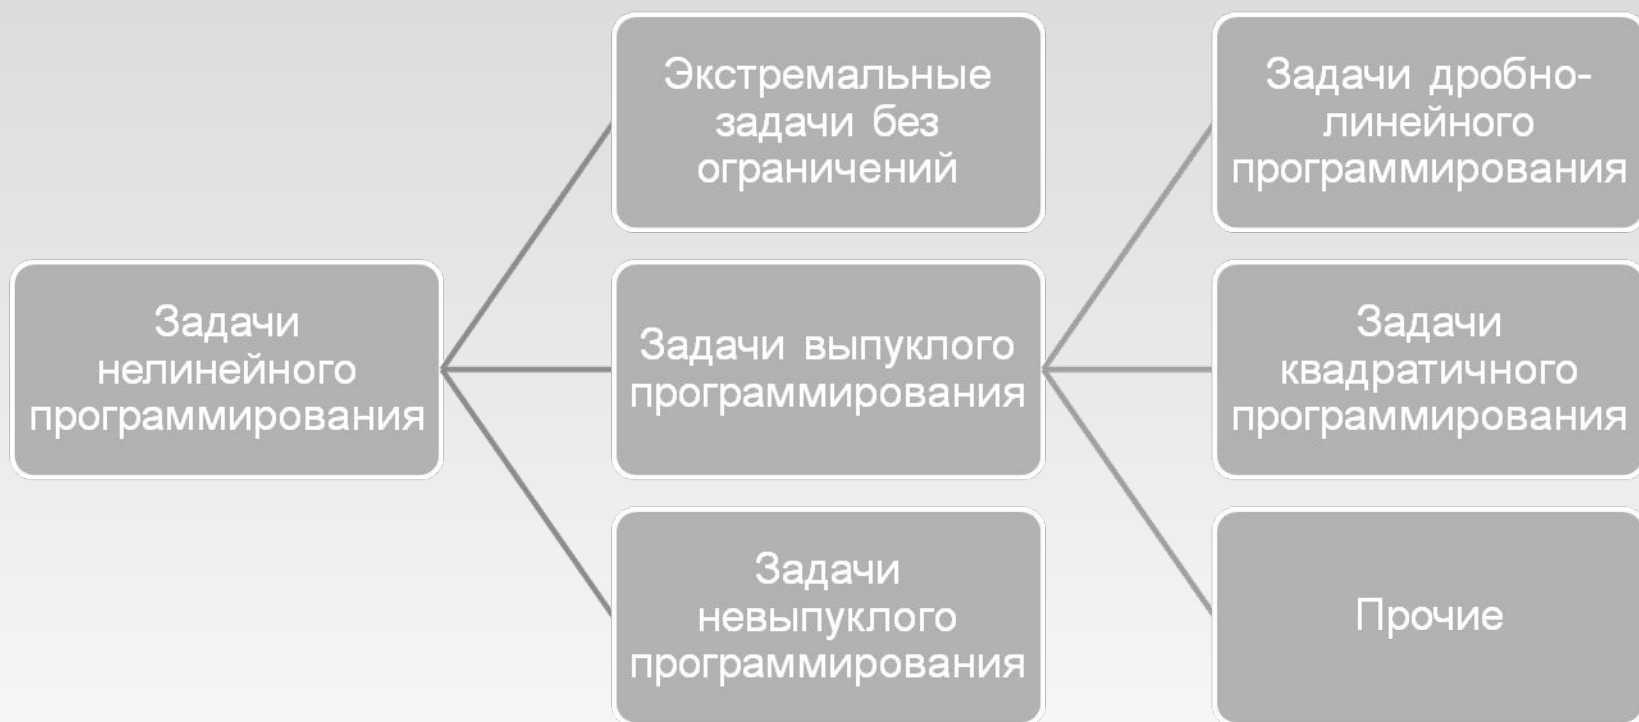 Задачи
нелинейного
программирования
Экстремальные
задачи без
ограничений
Задачи выпуклого
программирования
Задачи
невыпуклого
программирования
Задачи дробно-
линейного
программирования
Задачи
квадратичного
программирования
Прочие